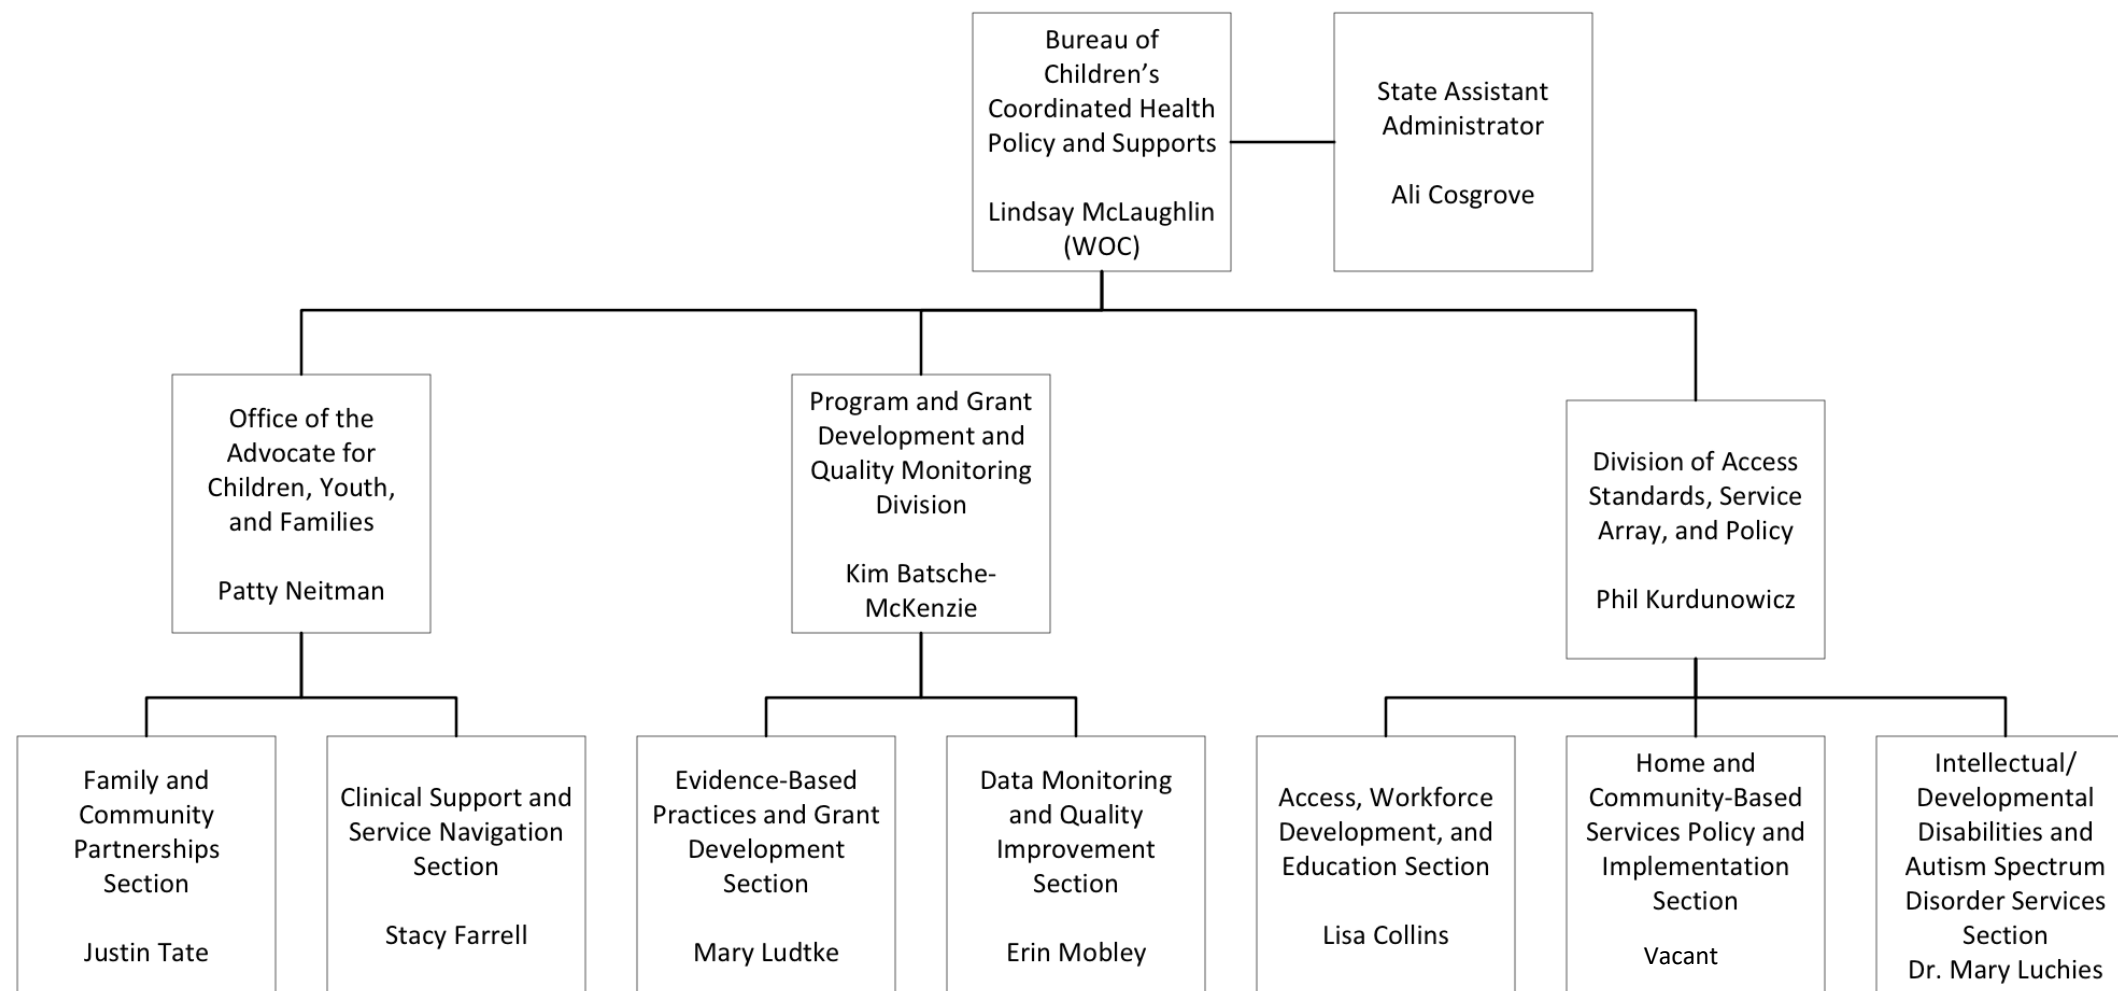 Bureau of
Children’s
Coordinated Health
Policy and Supports
Lindsay McLaughlin
(WOC)
State Assistant
Administrator
Ali Cosgrove
Office of the
Advocate for
Children, Youth,
and Families
Patty Neitman
Program and Grant
Development and
Quality Monitoring
Division
Kim Batsche-
McKenzie
Division of Access
Standards, Service
Array, and Policy
Phil Kurdunowicz
Family and
Community
Partnerships
Section
Justin Tate
Clinical Support and
Service Navigation
Section
Stacy Farrell
Evidence-Based
Practices and Grant
Development
Section
Mary Ludtke
Data Monitoring
and Quality
Improvement
Section
Erin Mobley
Access, Workforce
Development, and
Education Section
Lisa Collins
Home and
Community-Based
Services Policy and
Implementation
Section
Vacant
Intellectual/
Developmental
Disabilities and
Autism Spectrum
Disorder Services
Section
Dr. Mary Luchies